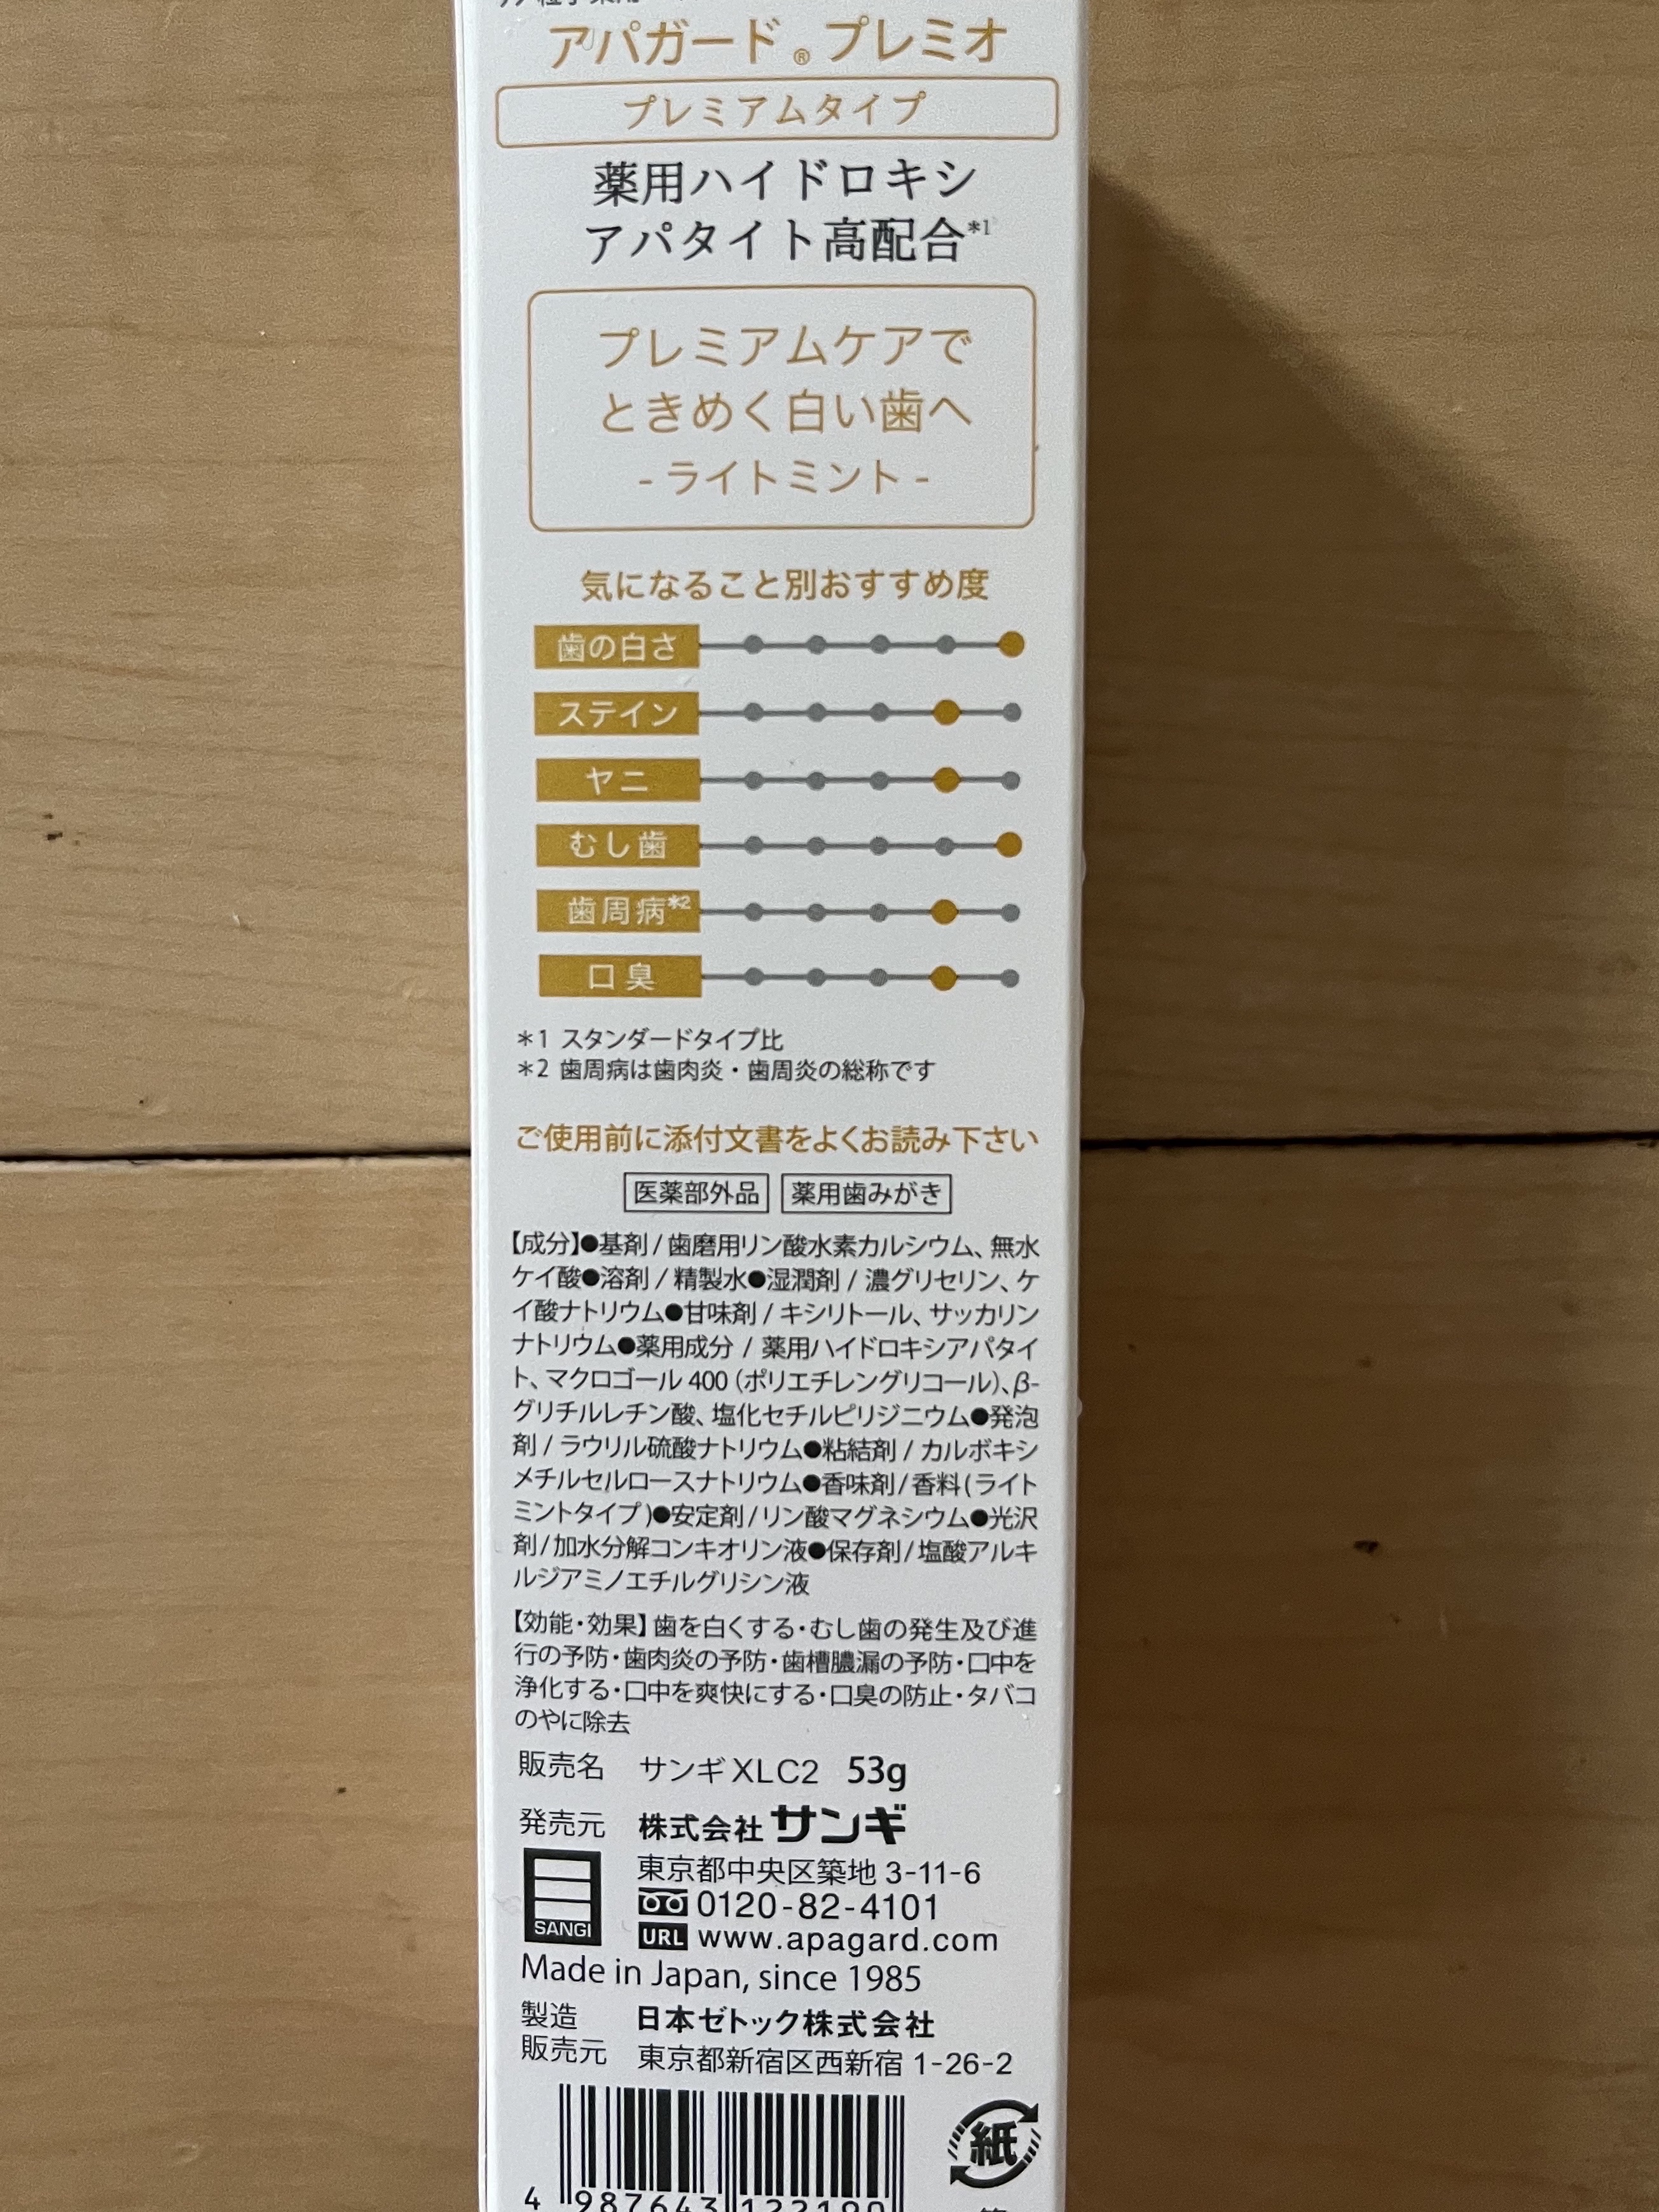 アパガード®プレミオ
プレミアムタイプ
薬用ハイドロキシ
アパタイト高配合*1
プレミアムケアで
ときめく白い歯へ
- ライトミント -
気になること別おすすめ度
歯の白さ
ステイン
ヤニ
むし歯
歯周病*2
口臭
*1 スタンダードタイプ比
*2 歯周病は歯肉炎・歯周炎の総称です
ご使用前に添付文書をよくお読み下さい
医薬部外品 薬用歯みがき
【成分】●基剤/歯磨用リン酸水素カルシウム、無水
ケイ酸●溶剤/精製水●湿潤剤/濃グリセリン、ケ
イ酸ナトリウム●甘味剤/キシリトール、サッカリン
ナトリウム●薬用成分/薬用ハイドロキシアパタイ
ト、マクロゴール400(ポリエチレングリコール)、β-
グリチルレチン酸、塩化セチルピリジニウム●発泡
剤/ラウリル硫酸ナトリウム●粘結剤/カルボキシ
メチルセルロースナトリウム●香味剤/香料(ライト
ミントタイプ)●安定剤/リン酸マグネシウム●光沢
剤/加水分解コンキオリン液●保存剤/塩酸アルキ
ルジアミノエチルグリシン液
【効能・効果】歯を白くする・むし歯の発生及び進
行の予防・歯肉炎の予防・歯槽膿漏の予防・口中を
浄化する・口中を爽快にする・口臭の防止・タバコ
のやに除去
販売名 サンギXLC2 53g
発売元 株式会社サンギ
東京都中央区築地3-11-6
0120-82-4101
SANGI
URL www.apagard.com
Made in Japan, since 1985
製造 日本ゼトック株式会社
販売元 東京都新宿区西新宿1-26-2
紙
4 987643 122190